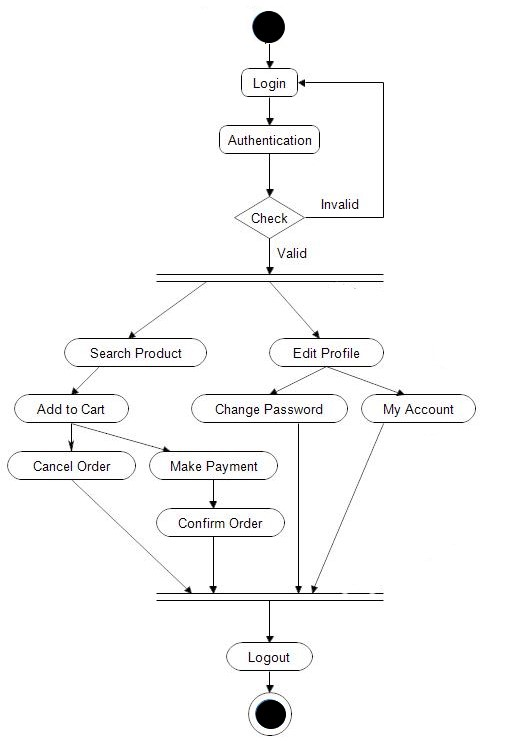 Login
Authentication
Check
Invalid
Valid
Search Product
Edit Profile
Add to Cart
Change Password
My Account
Cancel Order
Make Payment
Confirm Order
Logout